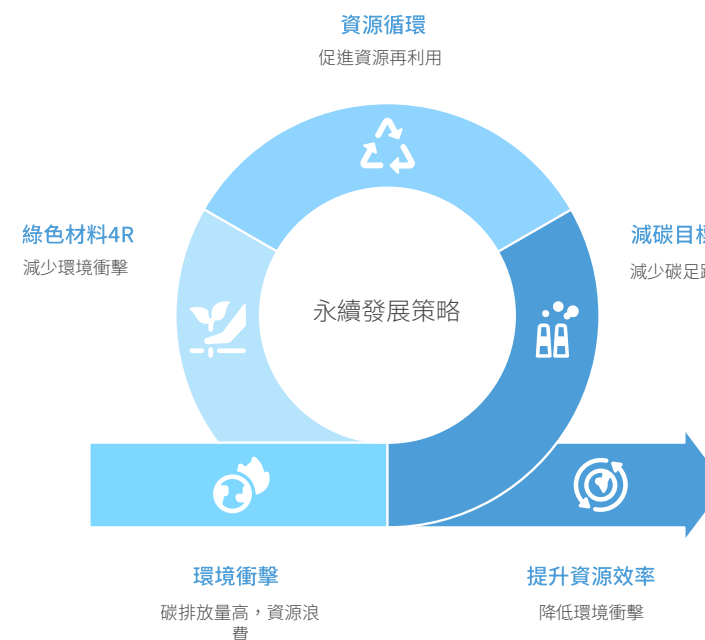 資源循環
促進資源再利用
綠色材料4R
減少環境衝擊
減碳目
減少碳足
永續發展策略
環境衝擊
碳排放量高，資源浪
費
提升資源效率
降低環境衝擊